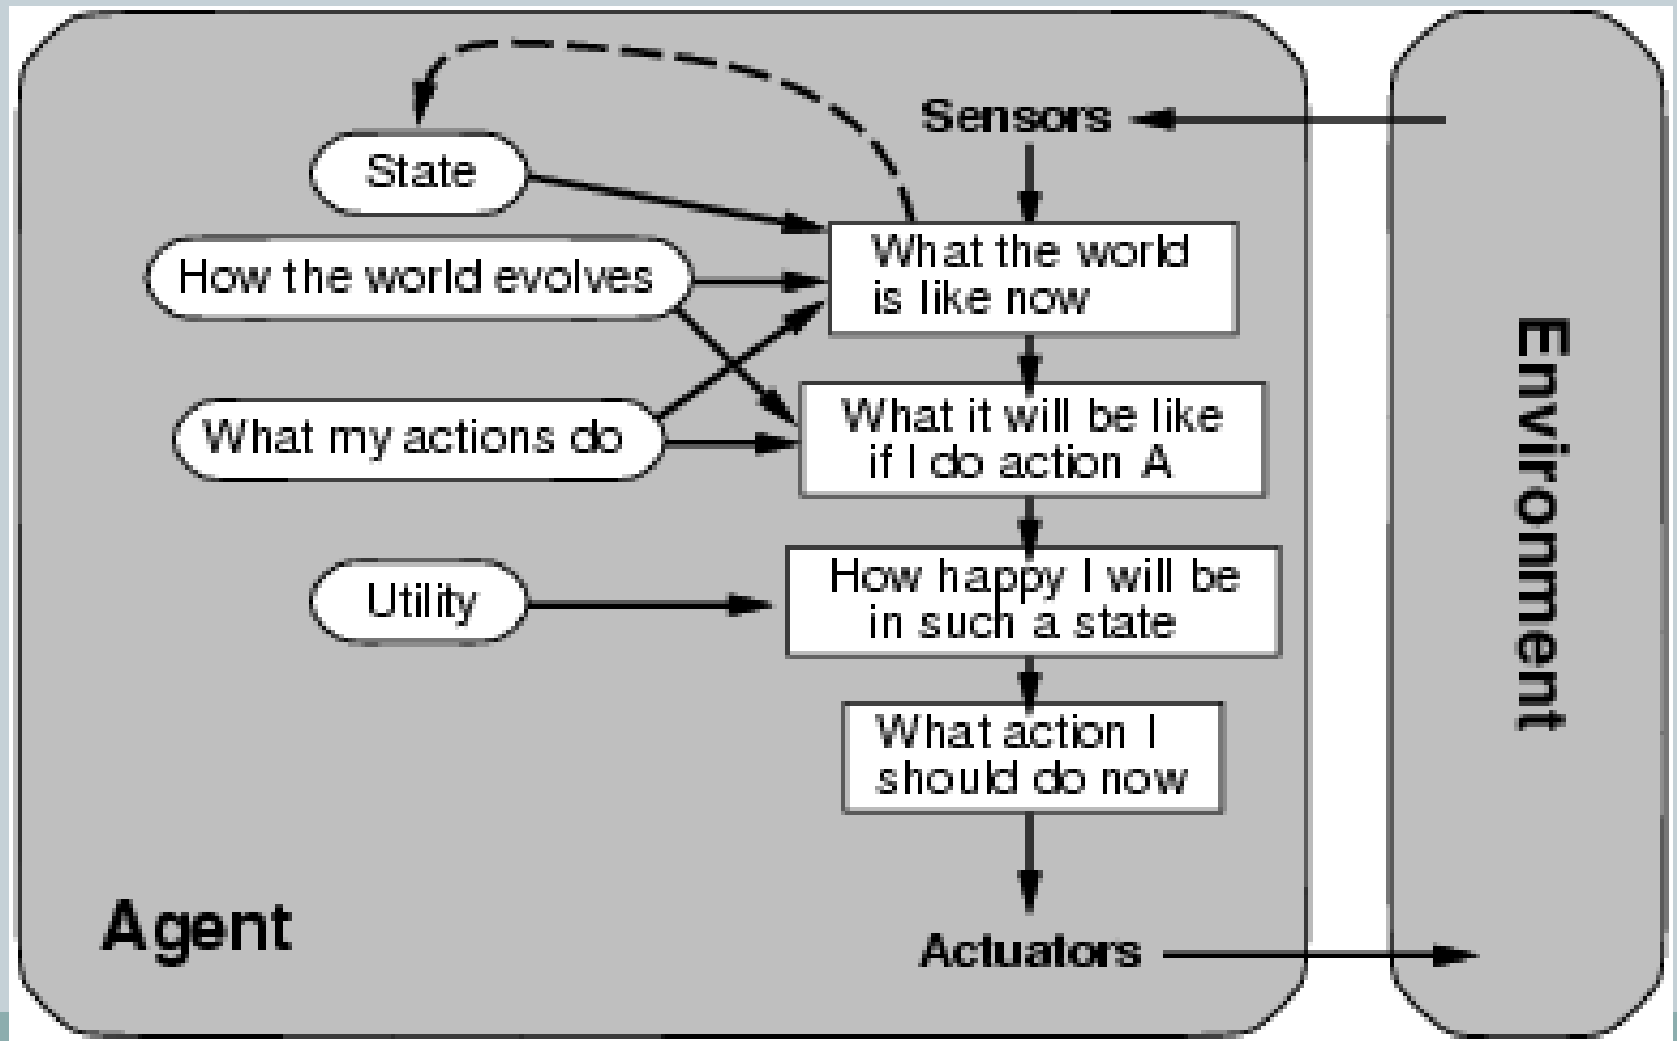 Sensors
State
What the world
is like now
How the world evolves
What my actions do
What it will be like
if I do action A
Utility
How happy I will be
in such a state
What action I
should do now
Agent
Actuators
Environment